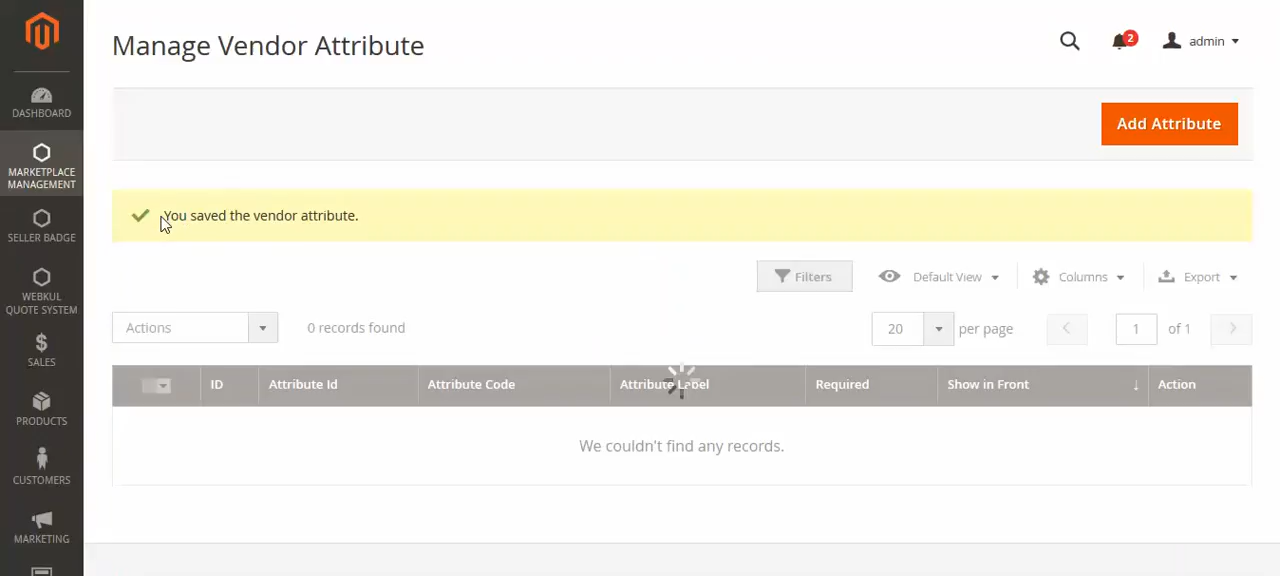 Manage Vendor Attribute
2
admin
DASHBOARD
MARKETPLACE
MANAGEMENT
SELLER BADGE
WEBKUL
QUOTE SYSTEM
SALES
PRODUCTS
CUSTOMERS
MARKETING
Add Attribute
You saved the vendor attribute.
Filters
Default View
Columns
Export
Actions
0 records found
20
per page
1
of 1
ID
Attribute Id
Attribute Code
Attribute Label
Required
Show in Front
↓
Action
We couldn't find any records.